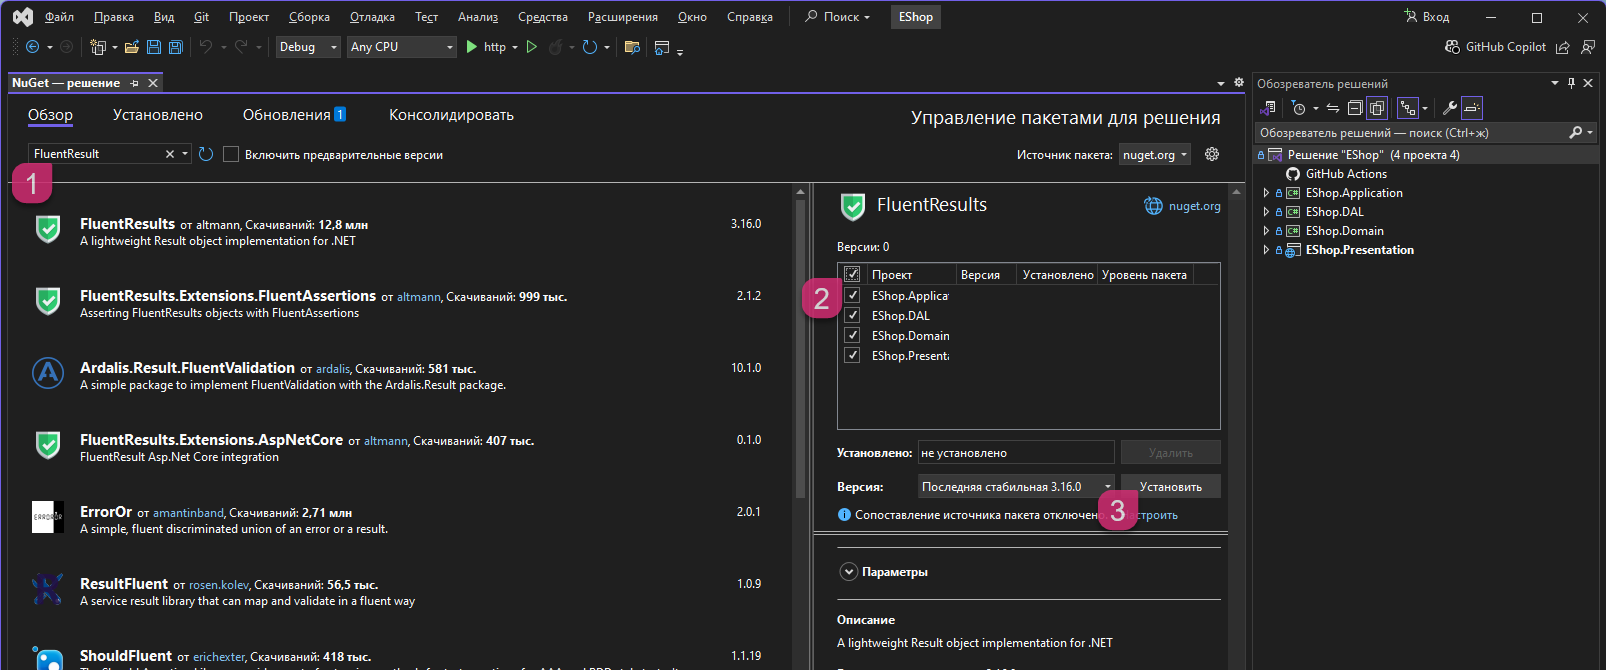 Файл Правка Вид Git Проект Сборка Отладка Тест Анализ Средства Расширения Окно Справка Поиск EShop Вход
Debug Any CPU http GitHub Copilot
NuGet — решение
Обзор Установлено Обновления 1 Консолидировать
Управление пакетами для решения
FluentResult Включить предварительные версии
Источник пакета: nuget.org
1
FluentResults от altmann, Скачиваний: 12,8 млн 3.16.0
A lightweight Result object implementation for .NET
FluentResults.Extensions.FluentAssertions от altmann, Скачиваний: 999 тыс. 2.1.2
Asserting FluentResults objects with FluentAssertions
Ardalis.Result.FluentValidation от ardalis, Скачиваний: 581 тыс. 10.1.0
A simple package to implement FluentValidation with the Ardalis.Result package.
FluentResults.Extensions.AspNetCore от altmann, Скачиваний: 407 тыс. 0.1.0
FluentResult Asp.Net Core integration
ErrorOr от amantinband, Скачиваний: 2,71 млн 2.0.1
A simple, fluent discriminated union of an error or a result.
ResultFluent от rosen.kolev, Скачиваний: 56,5 тыс. 1.0.9
A service result library that can map and validate in a fluent way
ShouldFluent от erichexter, Скачиваний: 418 тыс. 1.1.19
FluentResults nuget.org
Версии: 0
Проект Версия Установлено Уровень пакета
2
EShop.Applica
EShop.DAL
EShop.Domain
EShop.Present
Установлено: не установлено Удалить
Версия: Последняя стабильная 3.16.0 Установить
3
Сопоставление источника пакета отключено. строить
Параметры
Описание
A lightweight Result object implementation for .NET
Обозреватель решений
Обозреватель решений — поиск (Ctrl+ж)
Решение "EShop" (4 проекта 4)
GitHub Actions
EShop.Application
EShop.DAL
EShop.Domain
EShop.Presentation